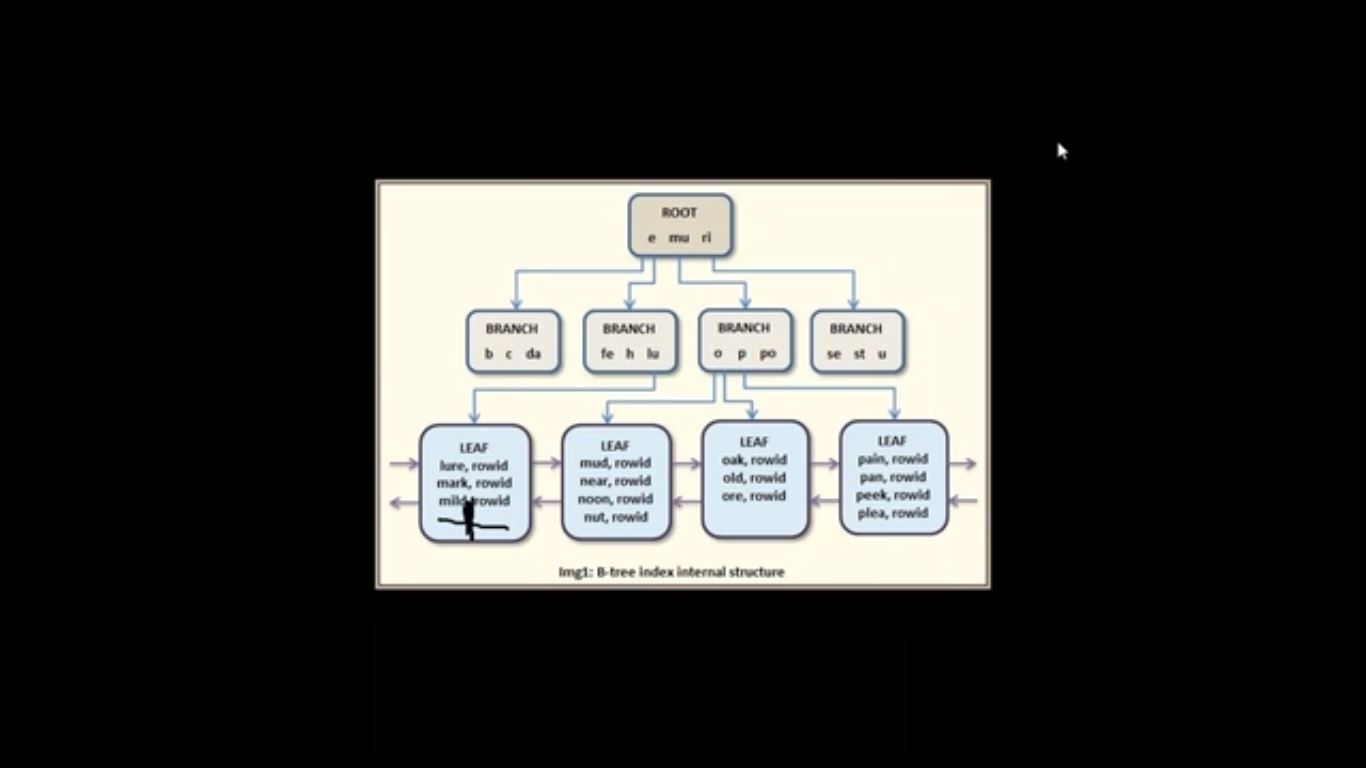 ROOT
e mu ri
BRANCH
b c da
BRANCH
fe h lu
BRANCH
o p po
BRANCH
se st u
LEAF
lure, rowid
mark, rowid
mild, rowid
LEAF
mud, rowid
near, rowid
noon, rowid
nut, rowid
LEAF
oak, rowid
old, rowid
ore, rowid
LEAF
pain, rowid
pan, rowid
peek, rowid
plea, rowid
Img1: B-tree index internal structure